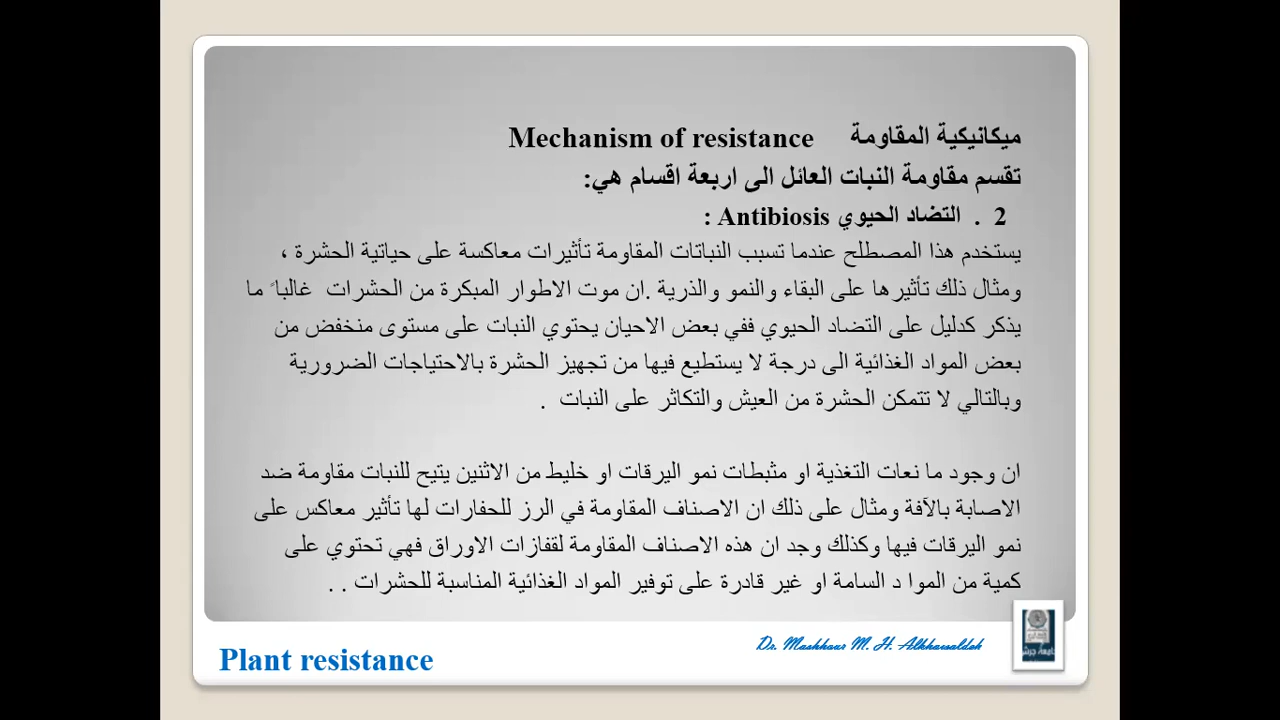 ميكانيكية المقاومة Mechanism of resistance
تقسم مقاومة النبات العائل الى اربعة اقسام هي:
2 . التضاد الحيوي Antibiosis :
يستخدم هذا المصطلح عندما تسبب النباتات المقاومة تأثيرات معاكسة على حياتية الحشرة ،
ومثال ذلك تأثيرها على البقاء والنمو والذرية .ان موت الاطوار المبكرة من الحشرات غالبا ً ما
يذكر كدليل على التضاد الحيوي ففي بعض الاحيان يحتوي النبات على مستوى منخفض من
بعض المواد الغذائية الى درجة لا يستطيع فيها من تجهيز الحشرة بالاحتياجات الضرورية
وبالتالي لا تتمكن الحشرة من العيش والتكاثر على النبات .
ان وجود ما نعات التغذية او مثبطات نمو اليرقات او خليط من الاثنين يتيح للنبات مقاومة ضد
الاصابة بالآفة ومثال على ذلك ان الاصناف المقاومة في الرز للحفارات لها تأثير معاكس على
نمو اليرقات فيها وكذلك وجد ان هذه الاصناف المقاومة لقفازات الاوراق فهي تحتوي على
كمية من الموا د السامة او غير قادرة على توفير المواد الغذائية المناسبة للحشرات . .
Dr. Mashhour M. H.
Plant resistance